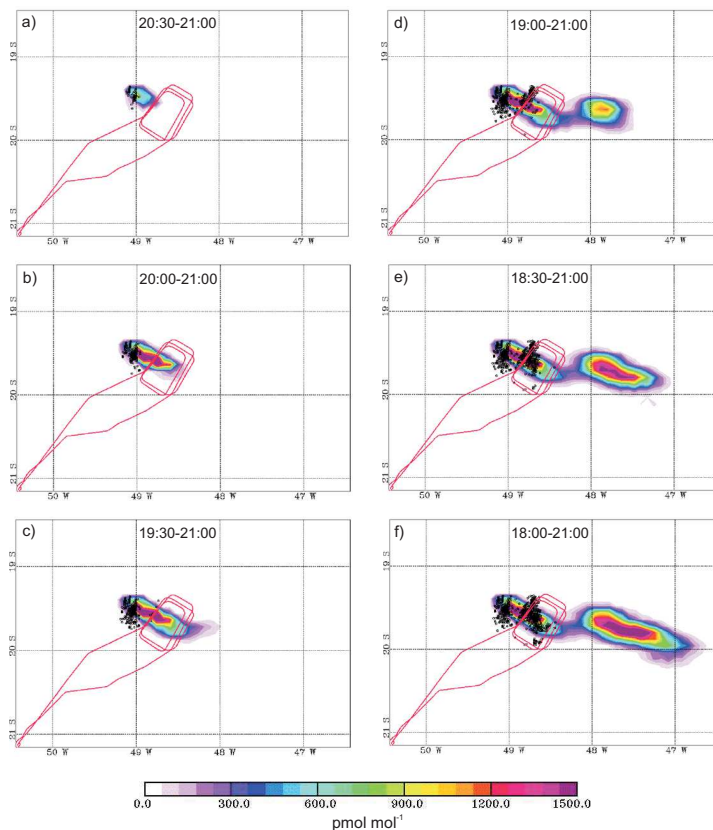 a) 20:30-21:00
19 S
20
21 S
50 W 49 48 47 W
b) 20:00-21:00
19 S
20
21 S
50 W 49 48 47 W
c) 19:30-21:00
19 S
20
21 S
50 W 49 48 47 W
d) 19:00-21:00
19 S
20
21 S
50 W 49 48 47 W
e) 18:30-21:00
19 S
20
21 S
50 W 49 48 47 W
f) 18:00-21:00
19 S
20
21 S
50 W 49 48 47 W
0.0 300.0 600.0 900.0 1200.0 1500.0
pmol mol⁻¹